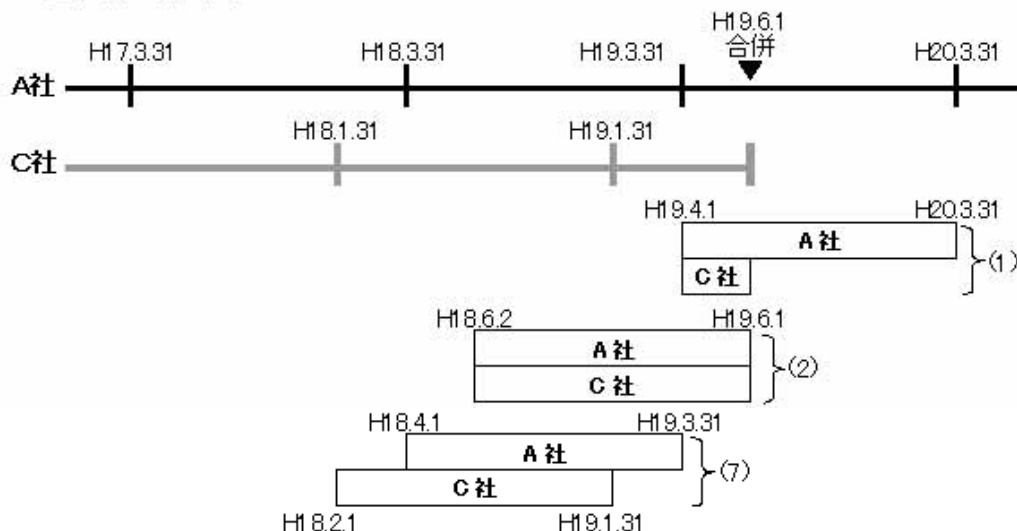 H19.6.1
合併
H17.3.31 H18.3.31 H19.3.31 H20.3.31
A社
H18.1.31 H19.1.31
C社
H19.4.1 H20.3.31
A社
(1)
C社
H18.6.2 H19.6.1
A社
(2)
C社
H18.4.1 H19.3.31
A社
(7)
C社
H18.2.1 H19.1.31